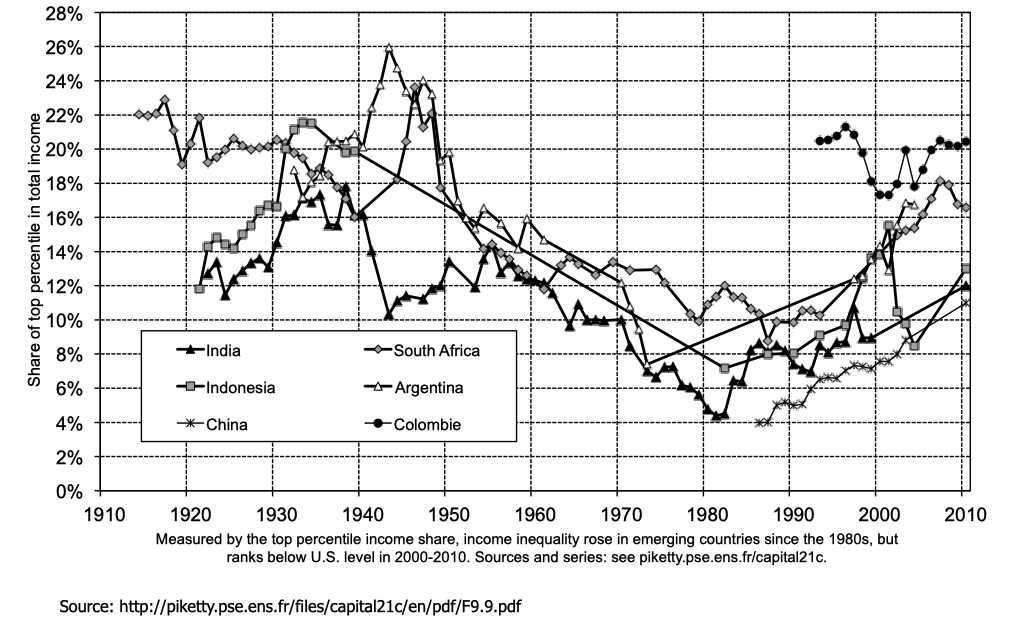 28%
26%
24%
22%
20%
18%
16%
14%
12%
10%
8%
6%
4%
2%
0%
Share of top percentile in total income
India
South Africa
Indonesia
Argentina
China
Colombie
1910 1920 1930 1940 1950 1960 1970 1980 1990 2000 2010
Measured by the top percentile income share, income inequality rose in emerging countries since the 1980s, but
ranks below U.S. level in 2000-2010. Sources and series: see piketty.pse.ens.fr/capital21c.
Source: http://piketty.pse.ens.fr/files/capital21c/en/pdf/F9.9.pdf